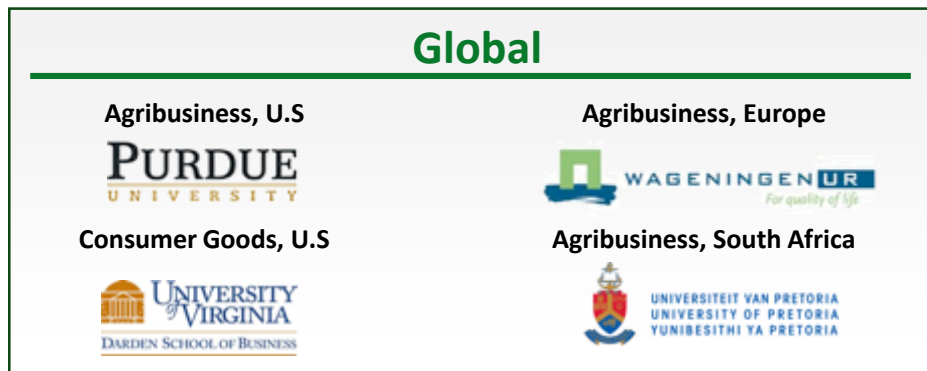 Global
Agribusiness, U.S
PURDUE
UNIVERSITY
Agribusiness, Europe
WAGENINGEN UR
For quality of life
Consumer Goods, U.S
UNIVERSITY
of VIRGINIA
DARDEN SCHOOL OF BUSINESS
Agribusiness, South Africa
UNIVERSITEIT VAN PRETORIA
UNIVERSITY OF PRETORIA
YUNIBESITHI YA PRETORIA